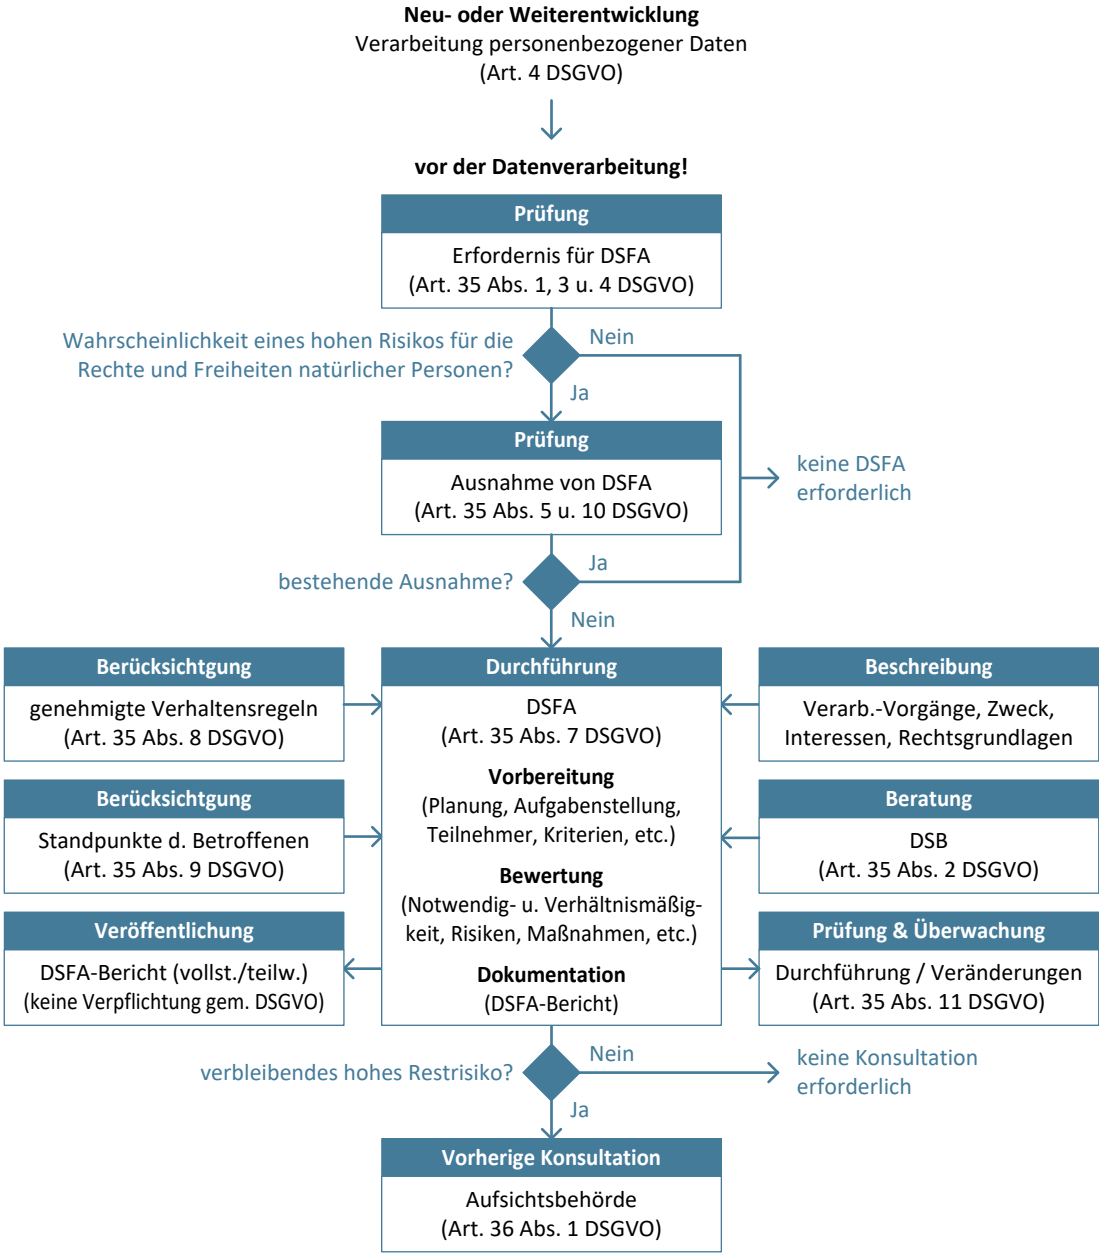 Neu- oder Weiterentwicklung
Verarbeitung personenbezogener Daten
(Art. 4 DSGVO)
vor der Datenverarbeitung!
Prüfung
Erfordernis für DSFA
(Art. 35 Abs. 1, 3 u. 4 DSGVO)
Wahrscheinlichkeit eines hohen Risikos für die
Rechte und Freiheiten natürlicher Personen?
Nein
Ja
Prüfung
Ausnahme von DSFA
(Art. 35 Abs. 5 u. 10 DSGVO)
keine DSFA
erforderlich
bestehende Ausnahme?
Ja
Nein
Berücksichtgung
genehmigte Verhaltensregeln
(Art. 35 Abs. 8 DSGVO)
Berücksichtgung
Standpunkte d. Betroffenen
(Art. 35 Abs. 9 DSGVO)
Veröffentlichung
DSFA-Bericht (vollst./teilw.)
(keine Verpflichtung gem. DSGVO)
Durchführung
DSFA
(Art. 35 Abs. 7 DSGVO)
Vorbereitung
(Planung, Aufgabenstellung,
Teilnehmer, Kriterien, etc.)
Bewertung
(Notwendig- u. Verhältnismäßig-
keit, Risiken, Maßnahmen, etc.)
Dokumentation
(DSFA-Bericht)
Beschreibung
Verarb.-Vorgänge, Zweck,
Interessen, Rechtsgrundlagen
Beratung
DSB
(Art. 35 Abs. 2 DSGVO)
Prüfung & Überwachung
Durchführung / Veränderungen
(Art. 35 Abs. 11 DSGVO)
verbleibendes hohes Restrisiko?
Nein
keine Konsultation
erforderlich
Ja
Vorherige Konsultation
Aufsichtsbehörde
(Art. 36 Abs. 1 DSGVO)